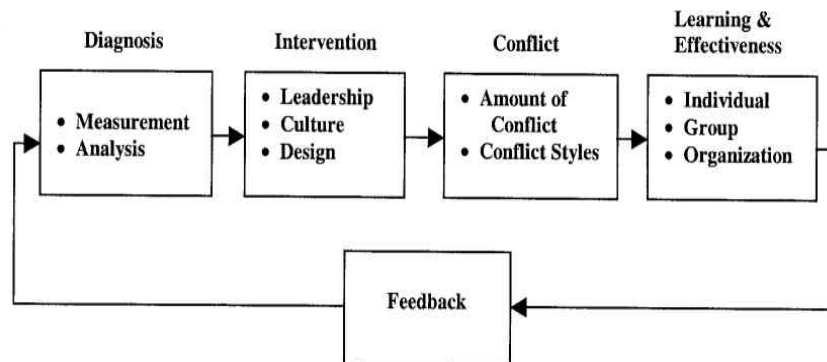 Diagnosis
• Measurement
• Analysis
Intervention
• Leadership
• Culture
• Design
Conflict
• Amount of
Conflict
• Conflict Styles
Learning &
Effectiveness
• Individual
• Group
• Organization
Feedback